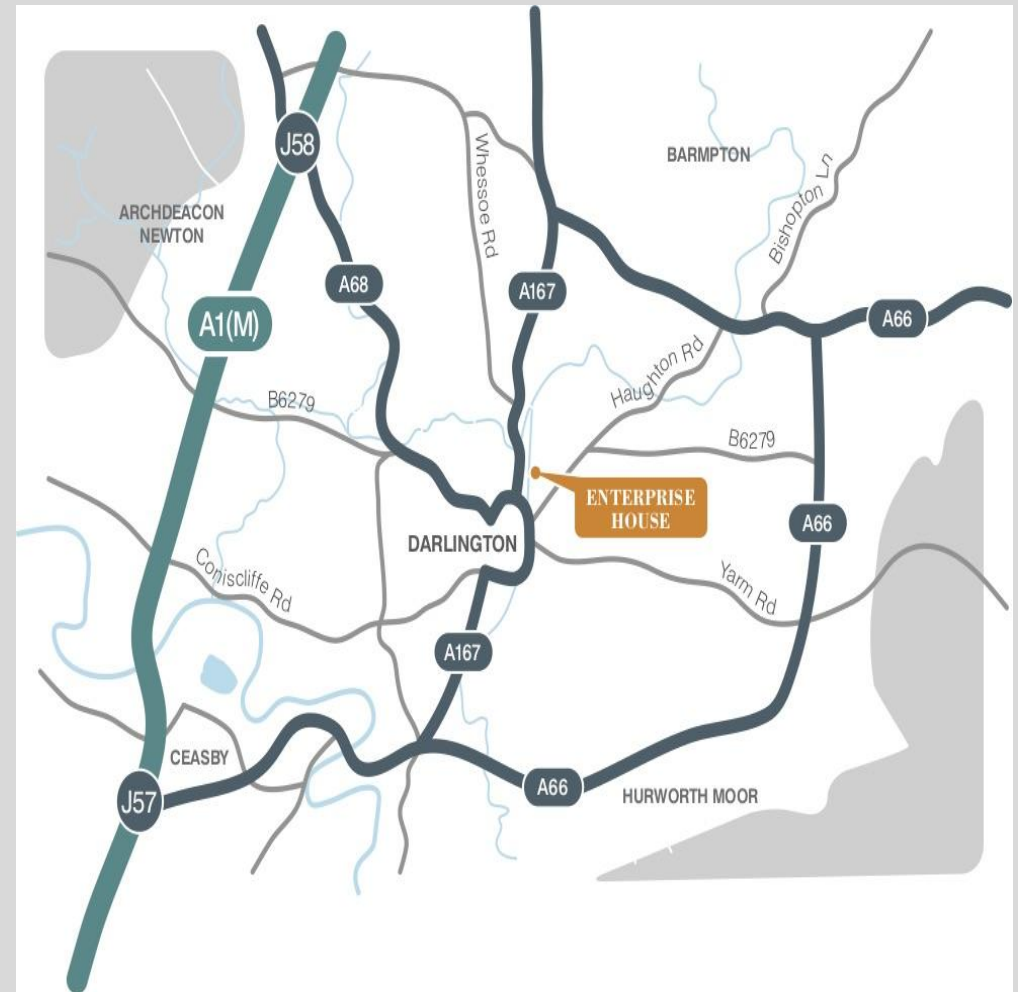 J58
Whessoe Rd
BARMPTON
Bishopton Ln
ARCHDEACON
NEWTON
A68
A167
A1(M)
A66
Haughton Rd
B6279
B6279
ENTERPRISE
HOUSE
A66
DARLINGTON
Coniscliffe Rd
Yarm Rd
A167
CEASBY
J57
A66
HURWORTH MOOR